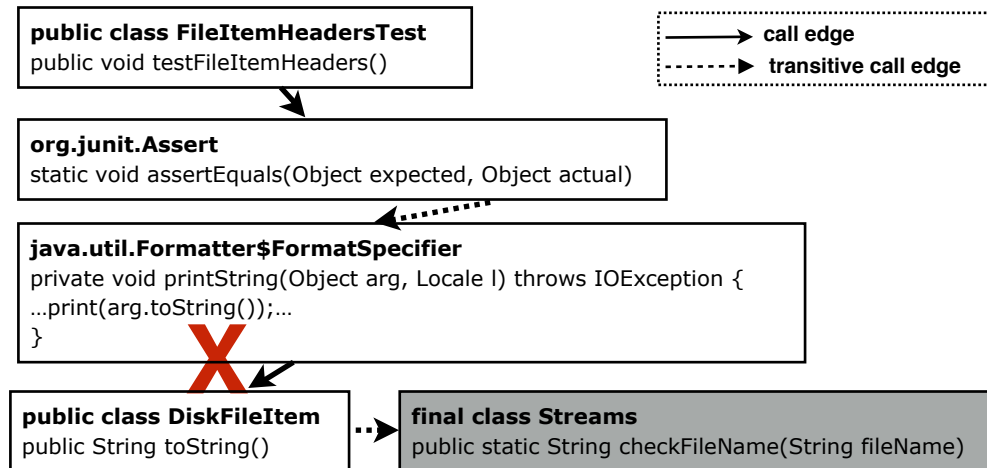 public class FileItemHeadersTest
public void testFileItemHeaders()
call edge
transitive call edge
org.junit.Assert
static void assertEquals(Object expected, Object actual)
java.util.Formatter$FormatSpecifier
private void printString(Object arg, Locale l) throws IOException {
…print(arg.toString());…
}
X
public class DiskFileItem
public String toString()
final class Streams
public static String checkFileName(String fileName)